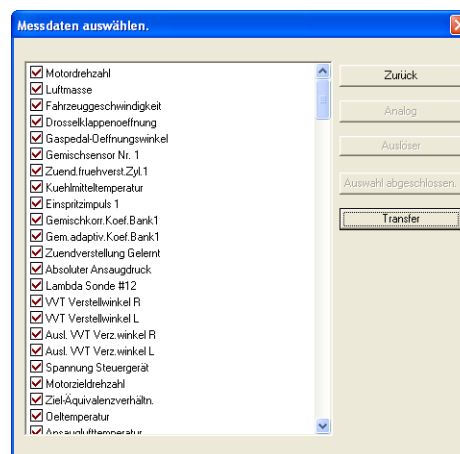 Messdaten auswählen.
Motordrehzahl
Luftmasse
Fahrzeuggeschwindigkeit
Drosselklappenoeffnung
Gaspedal-Oeffnungswinkel
Gemischsensor Nr. 1
Zuend.fruehverst.Zyl.1
Kuehlmitteltemperatur
Einspritzimpuls 1
Gemischkorr.Koef.Bank1
Gem.adaptiv.Koef.Bank1
Zuendverstellung Gelernt
Absoluter Ansaugdruck
Lambda Sonde #12
VVT Verstellwinkel R
VVT Verstellwinkel L
Ausl. VVT Verz.winkel R
Ausl. VVT Verz.winkel L
Spannung Steuergerät
Motorzieldrehzahl
Ziel-Äquivalenzverhältn.
Oeltemperatur
Ansauglufttemperatur
Zurück
Analog
Auslöser
Auswahl abgeschlossen.
Transfer